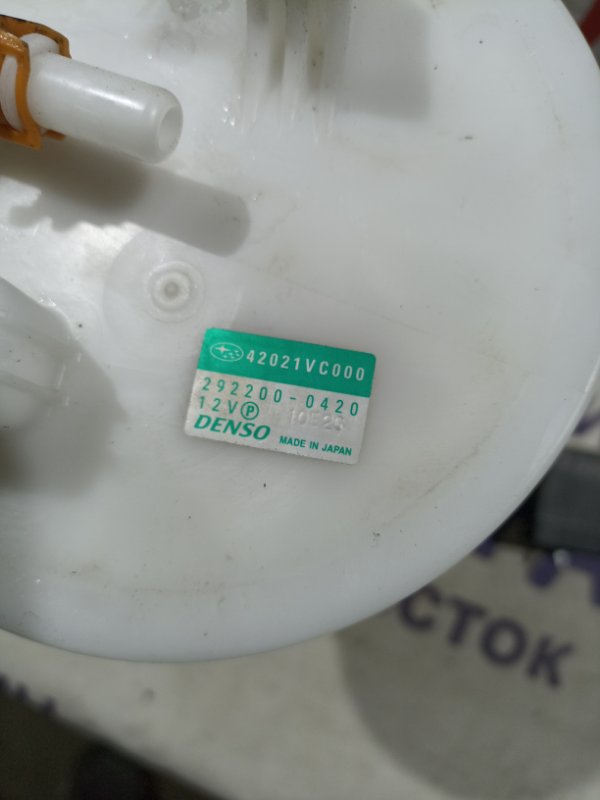 42021VC000
292200-0420
12V Ⓟ
DENSO MADE IN JAPAN
СТОК